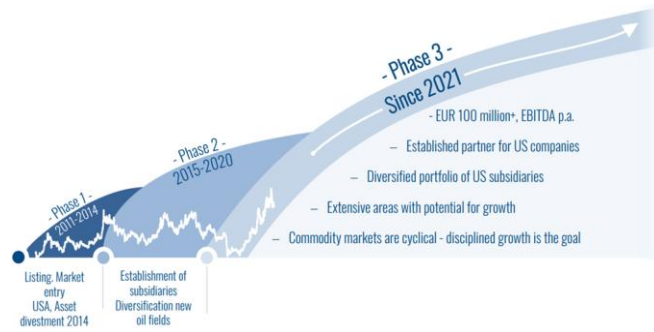 - Phase 1 -
2011-2014
- Phase 2 -
2015-2020
- Phase 3 -
Since 2021
- EUR 100 million+, EBITDA p.a.
– Established partner for US companies
– Diversified portfolio of US subsidiaries
– Extensive areas with potential for growth
– Commodity markets are cyclical - disciplined growth is the goal
Listing. Market
entry
USA, Asset
divestment 2014
Establishment of
subsidiaries
Diversification new
oil fields